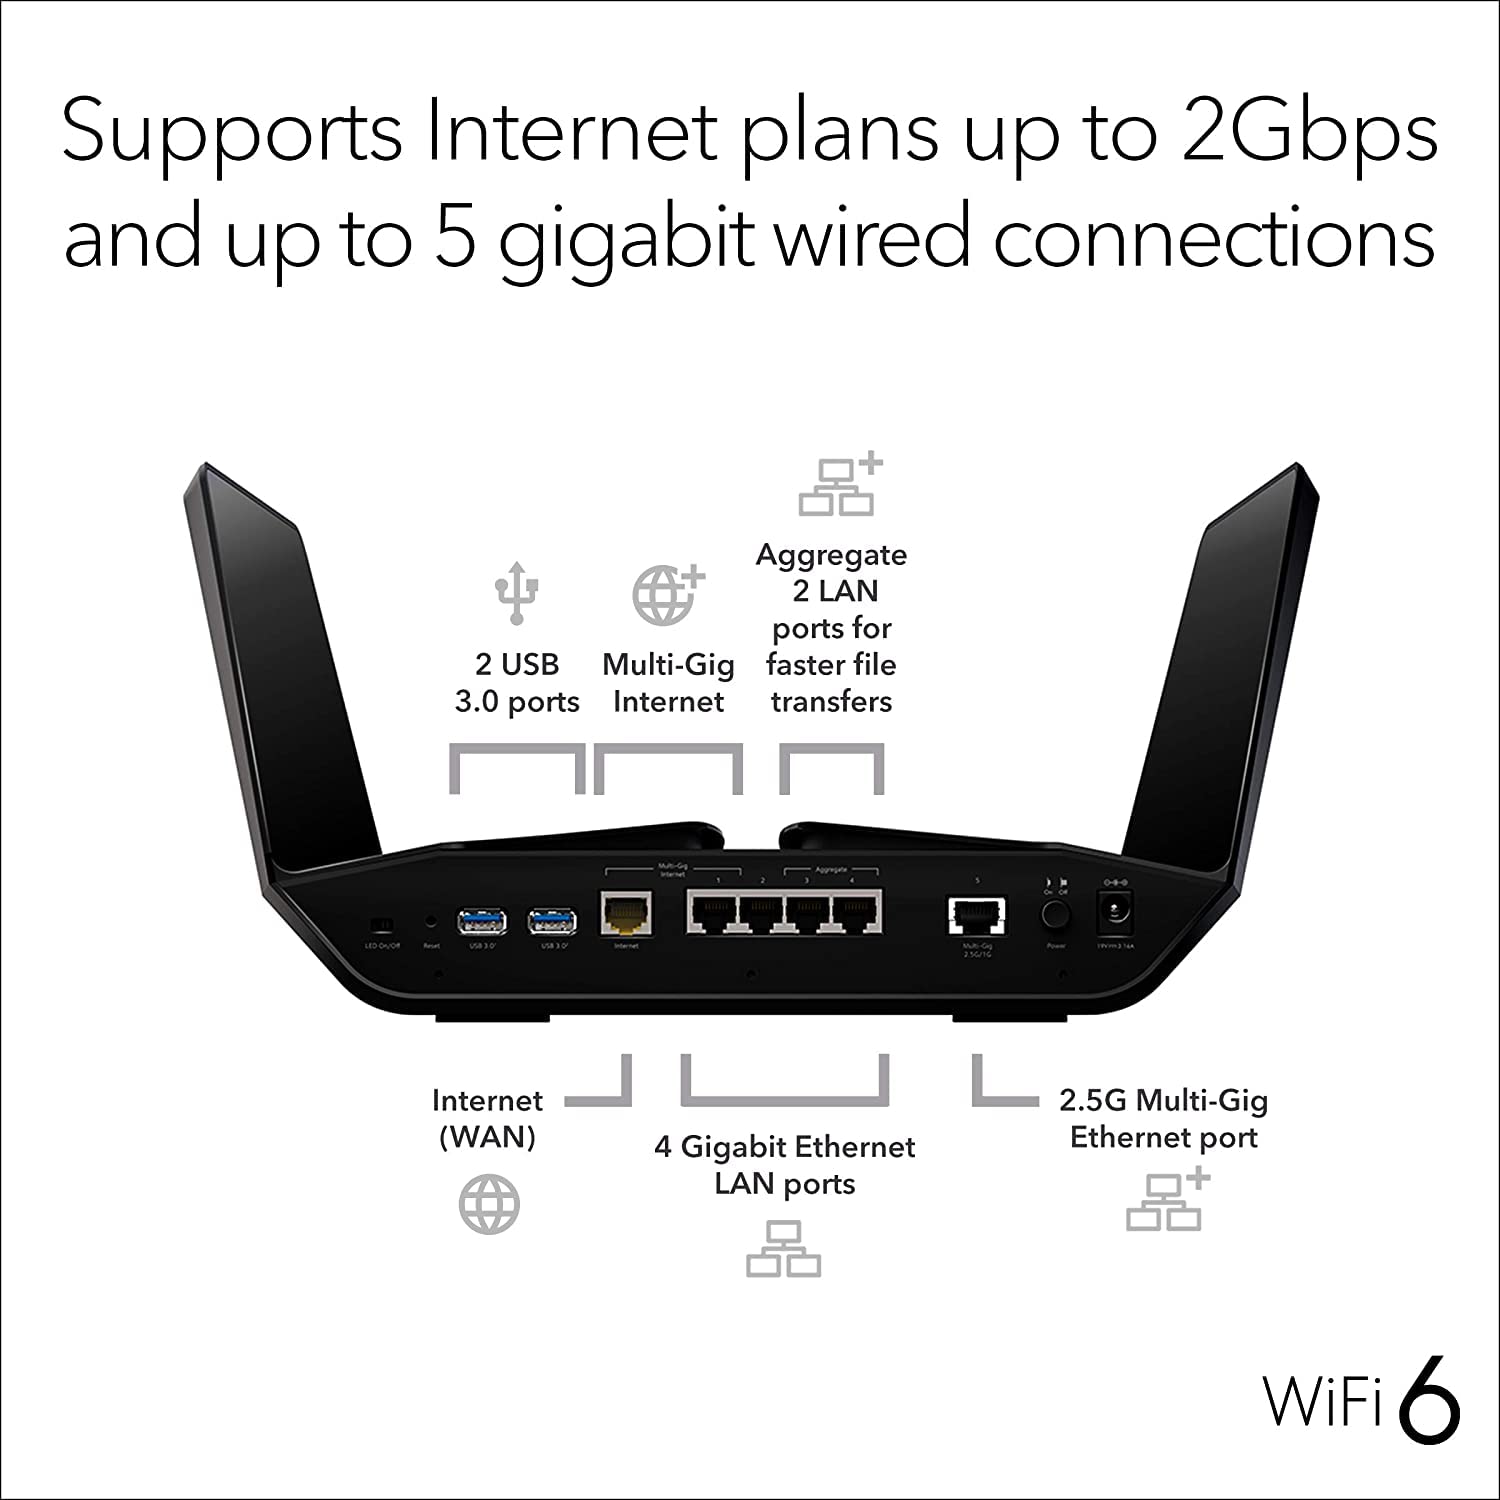 Supports Internet plans up to 2Gbps
and up to 5 gigabit wired connections
Aggregate
2 LAN
ports for
faster file
transfers
2 USB
3.0 ports
Multi-Gig
Internet
Multi-Gig
Internet
Aggregate
1 2 3 4
5
On Off
LED On/Off
Reset
USB 3.0
USB 3.0
Internet
Multi-Gig
2.5G/1G
Power
19V 3.16A
Internet
(WAN)
4 Gigabit Ethernet
LAN ports
2.5G Multi-Gig
Ethernet port
WiFi 6